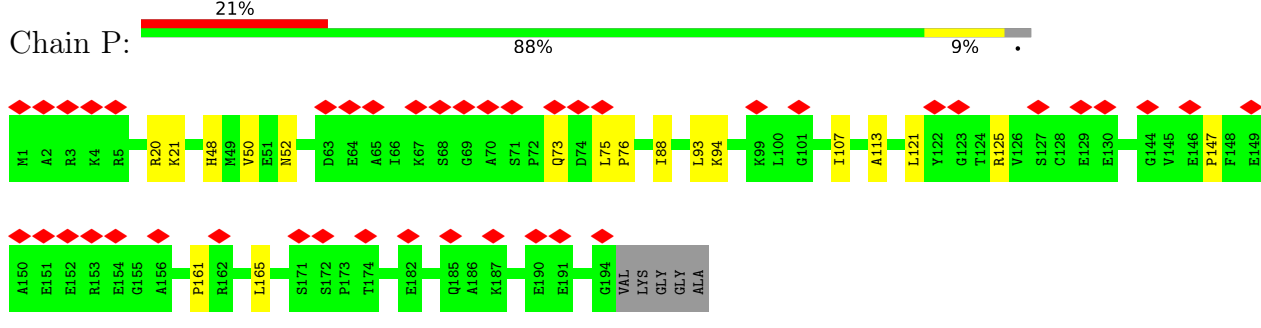 21%
Chain P:
88% 9% •
M1 A2 R3 K4 R5 R20 K21 H48 M49 V50 E51 N52 D63 E64 A65 I66 K67 S68 G69 A70 S71 P72 Q73 D74 L75 P76 I88 L93 K94 K99 L100 G101 I107 A113 L121 Y122 G123 T124 R125 V126 S127 C128 E129 E130 G144 V145 E146 P147 F148 E149
A150 E151 E152 R153 E154 G155 A156 P161 R162 L165 S171 S172 P173 T174 E182 Q185 A186 K187 E190 E191 G194 VAL LYS GLY GLY ALA